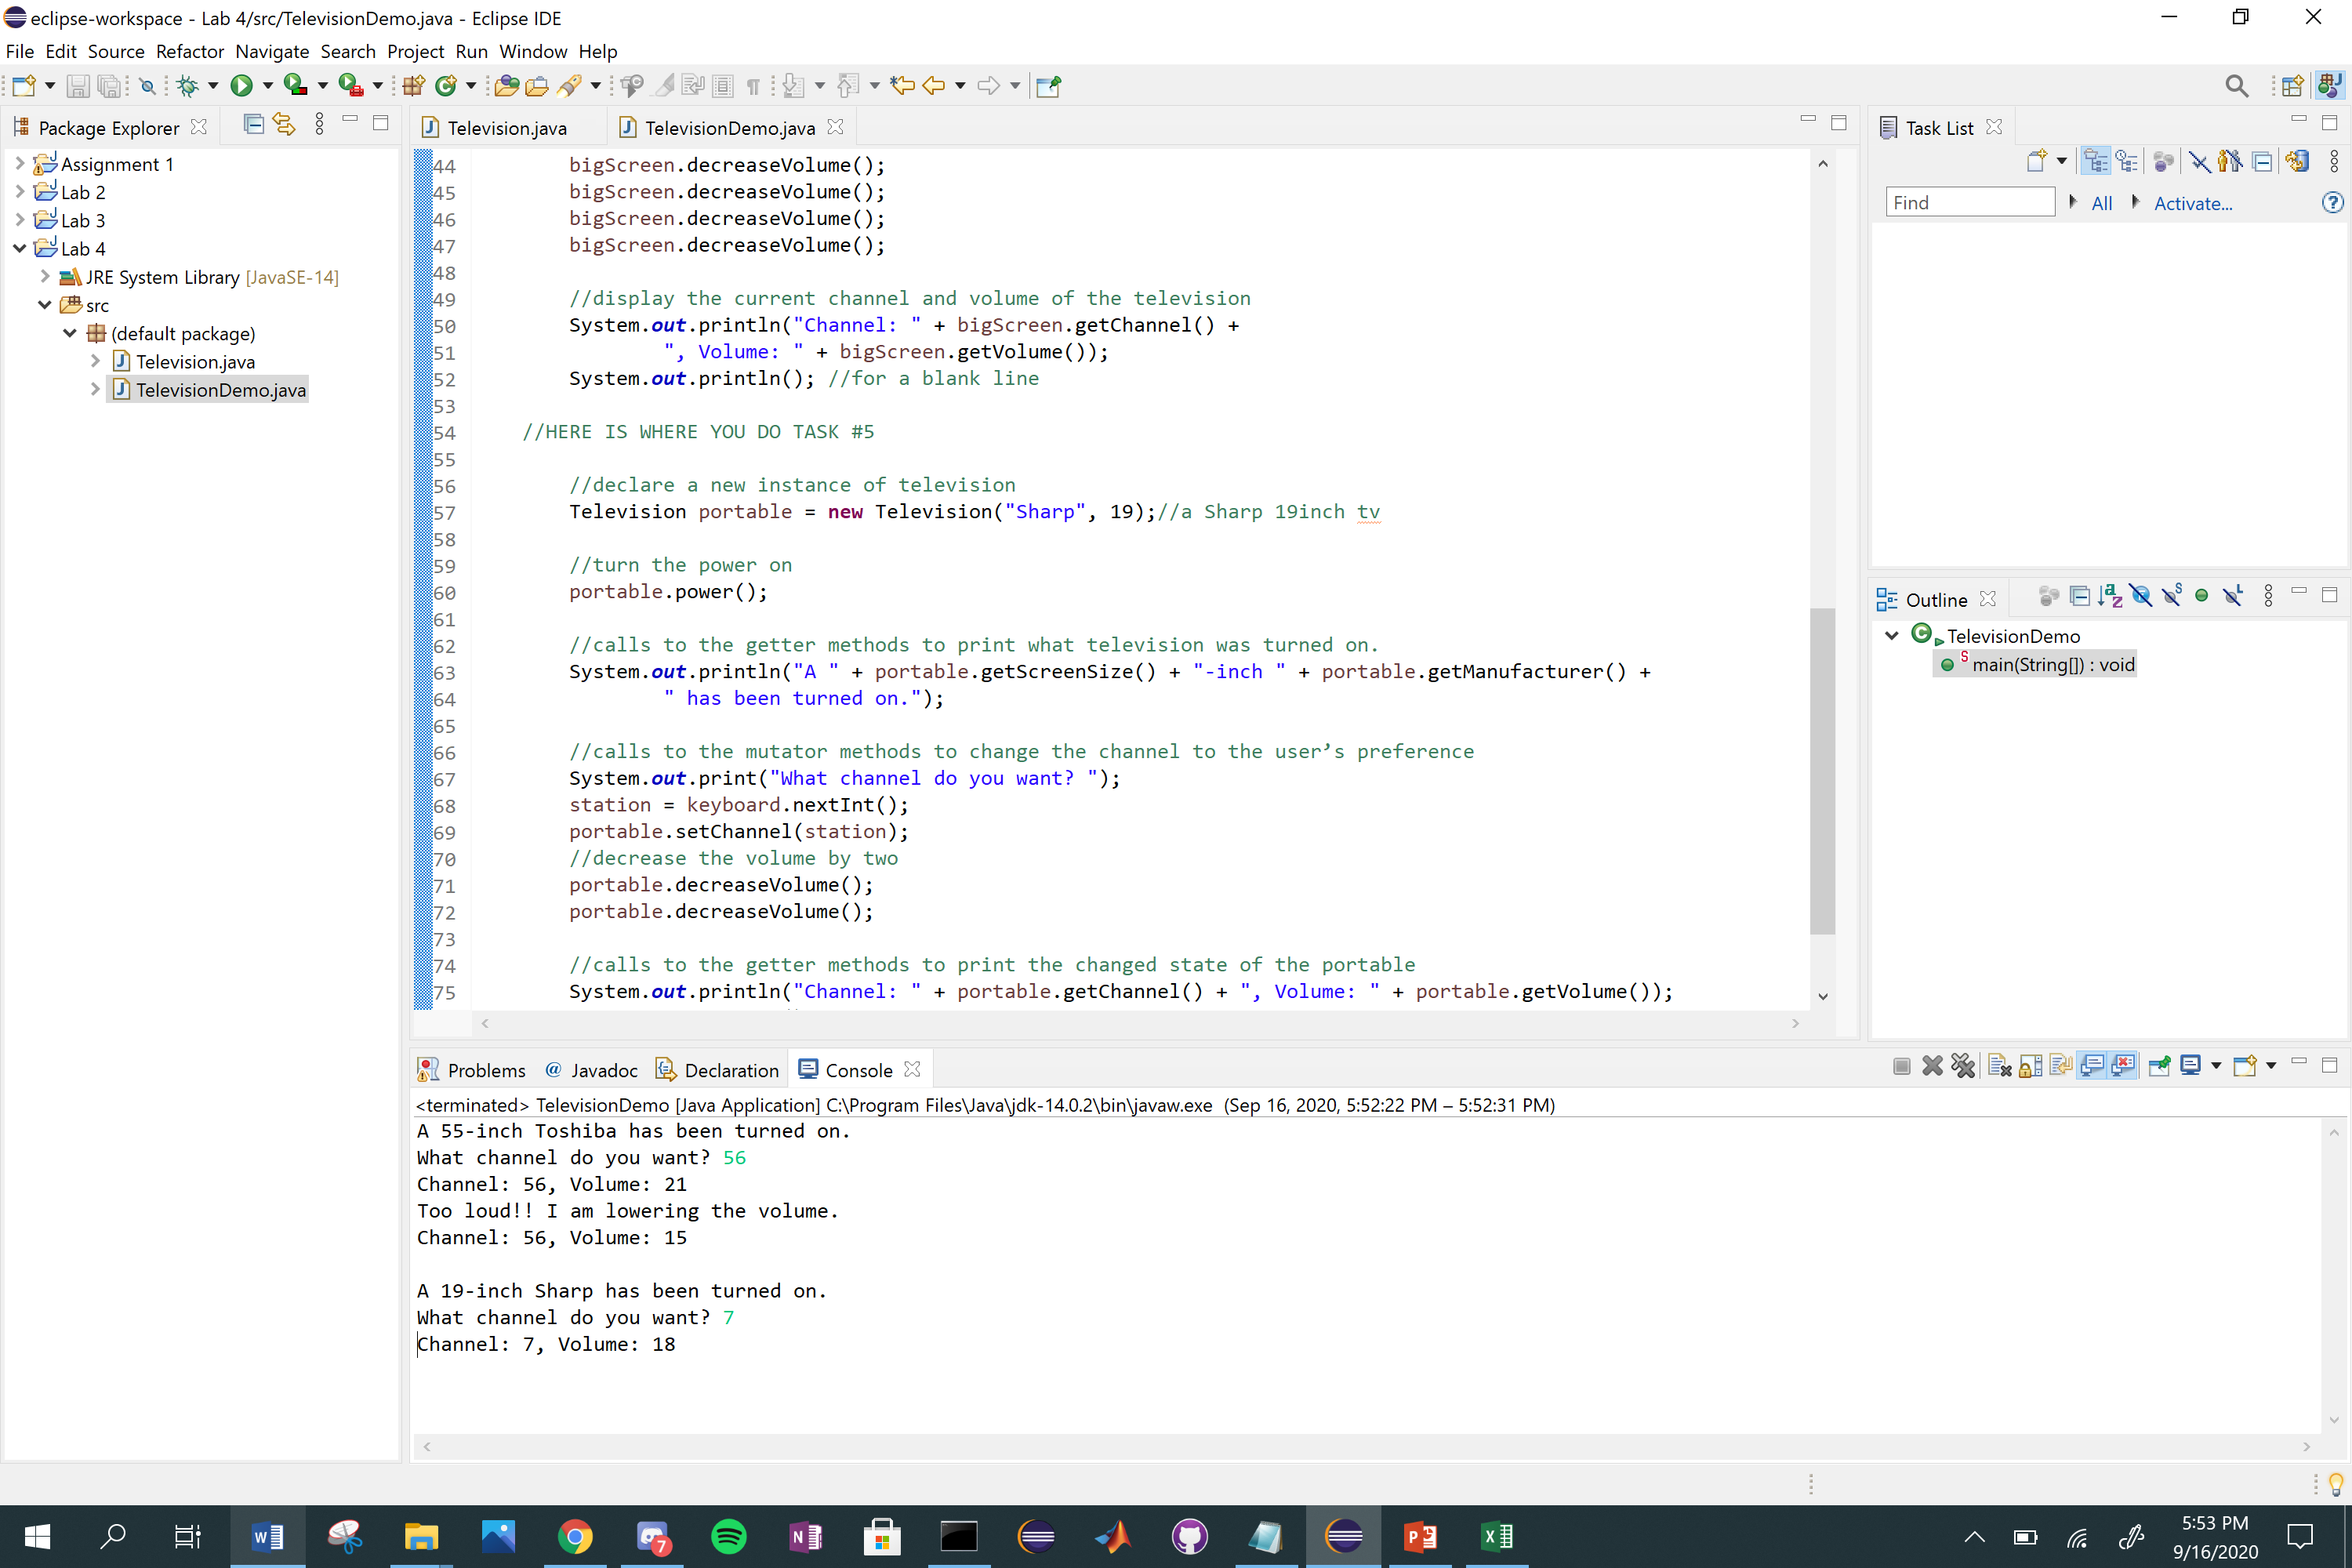 eclipse-workspace - Lab 4/src/TelevisionDemo.java - Eclipse IDE
File Edit Source Refactor Navigate Search Project Run Window Help
Package Explorer
Assignment 1
Lab 2
Lab 3
Lab 4
JRE System Library [JavaSE-14]
src
(default package)
Television.java
TelevisionDemo.java
Television.java
TelevisionDemo.java
44 bigScreen.decreaseVolume();
45 bigScreen.decreaseVolume();
46 bigScreen.decreaseVolume();
47 bigScreen.decreaseVolume();
48
49 //display the current channel and volume of the television
50 System.out.println("Channel: " + bigScreen.getChannel() +
51 ", Volume: " + bigScreen.getVolume());
52 System.out.println(); //for a blank line
53
54 //HERE IS WHERE YOU DO TASK #5
55
56 //declare a new instance of television
57 Television portable = new Television("Sharp", 19);//a Sharp 19inch tv
58
59 //turn the power on
60 portable.power();
61
62 //calls to the getter methods to print what television was turned on.
63 System.out.println("A " + portable.getScreenSize() + "-inch " + portable.getManufacturer() +
64 " has been turned on.");
65
66 //calls to the mutator methods to change the channel to the user’s preference
67 System.out.print("What channel do you want? ");
68 station = keyboard.nextInt();
69 portable.setChannel(station);
70 //decrease the volume by two
71 portable.decreaseVolume();
72 portable.decreaseVolume();
73
74 //calls to the getter methods to print the changed state of the portable
75 System.out.println("Channel: " + portable.getChannel() + ", Volume: " + portable.getVolume());
Task List
Find All Activate...
Outline
TelevisionDemo
main(String[]) : void
Problems @ Javadoc Declaration Console
<terminated> TelevisionDemo [Java Application] C:\Program Files\Java\jdk-14.0.2\bin\javaw.exe (Sep 16, 2020, 5:52:22 PM – 5:52:31 PM)
A 55-inch Toshiba has been turned on.
What channel do you want? 56
Channel: 56, Volume: 21
Too loud!! I am lowering the volume.
Channel: 56, Volume: 15
A 19-inch Sharp has been turned on.
What channel do you want? 7
Channel: 7, Volume: 18
7
5:53 PM
9/16/2020